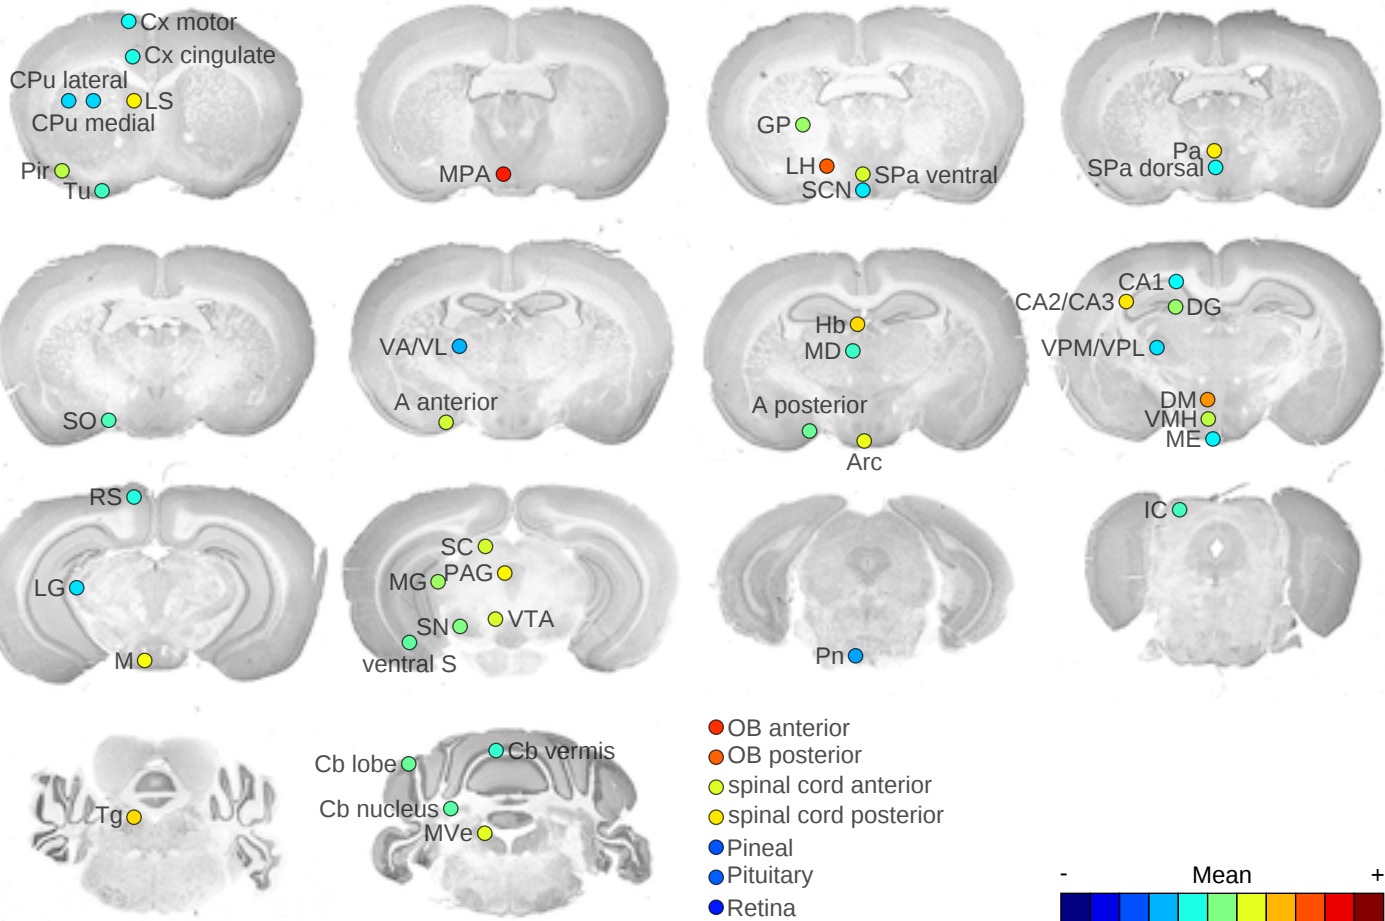 Cx motor
Cx cingulate
CPu lateral
LS
CPu medial
Pir
Tu
MPA
GP
LH
SPa ventral
SCN
Pa
SPa dorsal
SO
VA/VL
A anterior
Hb
MD
A posterior
Arc
CA1
CA2/CA3
DG
VPM/VPL
DM
VMH
ME
RS
LG
M
SC
MG
PAG
SN
VTA
ventral S
Pn
IC
Tg
Cb lobe
Cb vermis
Cb nucleus
MVe
OB anterior
OB posterior
spinal cord anterior
spinal cord posterior
Pineal
Pituitary
Retina
- Mean +